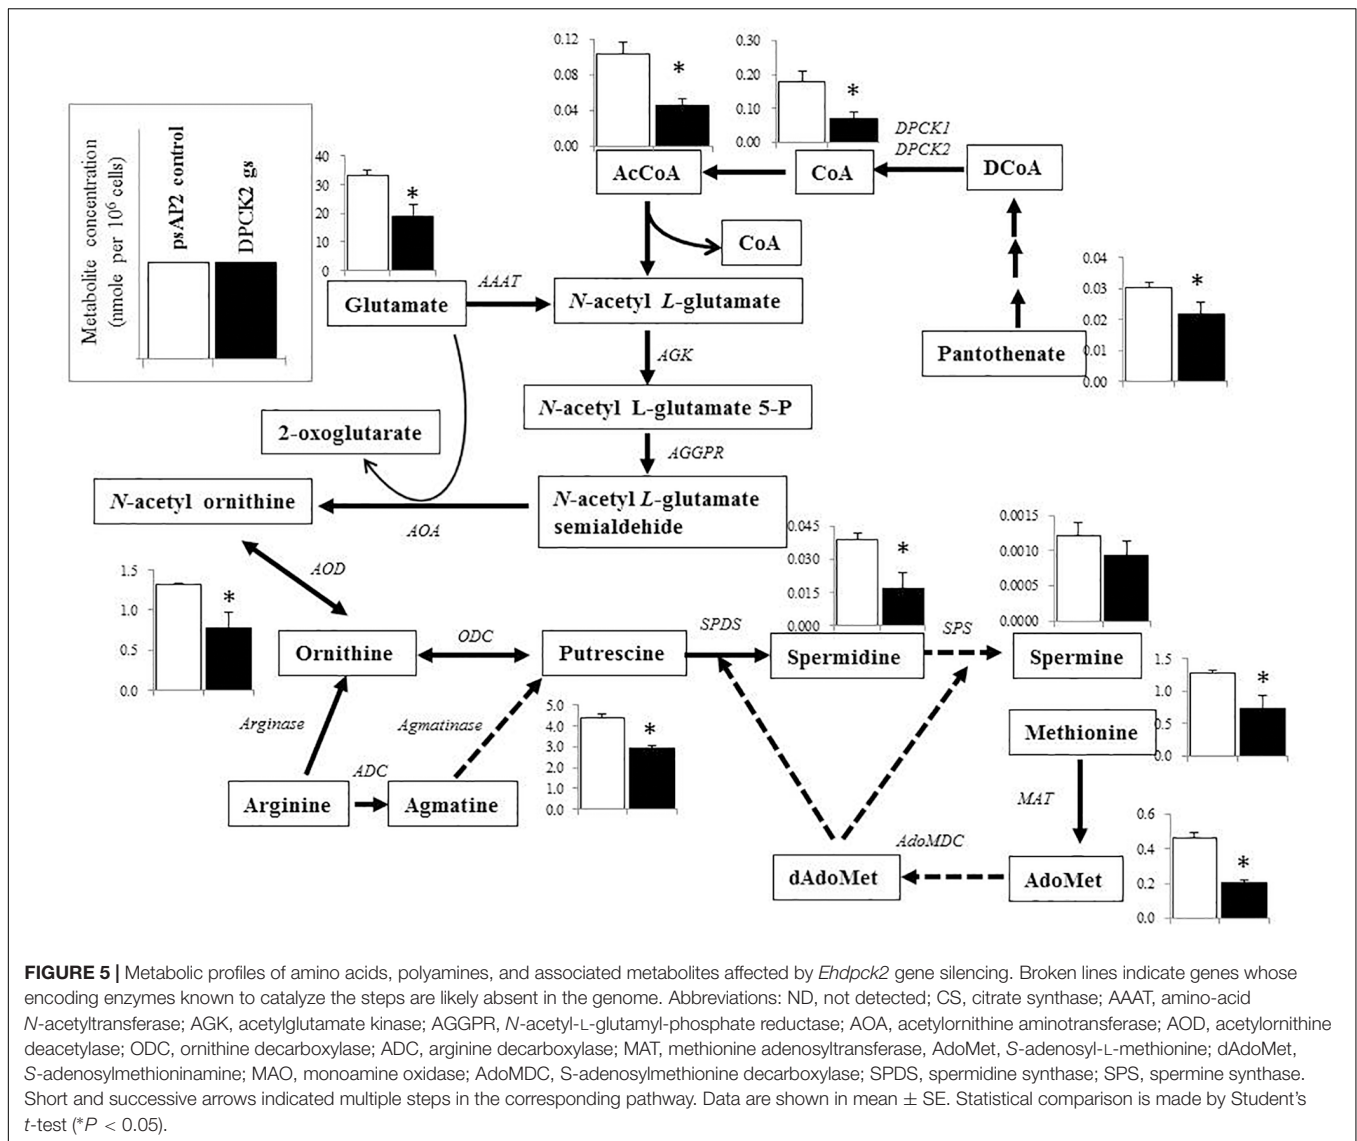 0.12
0.08
0.04
0.00
*
0.30
0.20
0.10
0.00
*
DPCK1
DPCK2
AcCoA
CoA
DCoA
CoA
Metabolite concentration
(nmole per 10⁶ cells)
psAP2 control
DPCK2 gs
40
30
20
10
0
*
Glutamate
AAAT
N-acetyl L-glutamate
0.04
0.03
0.02
0.01
0.00
*
Pantothenate
AGK
N-acetyl L-glutamate 5-P
2-oxoglutarate
AGGPR
N-acetyl ornithine
AOA
N-acetyl L-glutamate
semialdehide
0.045
0.030
0.015
0.000
*
0.0015
0.0010
0.0005
0.0000
1.5
1.0
0.5
0.0
*
AOD
Ornithine
ODC
Putrescine
SPDS
Spermidine
SPS
Spermine
1.5
1.0
0.5
0.0
*
Methionine
Arginase
Agmatinase
5.0
4.0
3.0
2.0
1.0
0.0
*
ADC
Arginine
Agmatine
MAT
0.6
0.4
0.2
0.0
*
AdoMDC
dAdoMet
AdoMet
FIGURE 5 | Metabolic profiles of amino acids, polyamines, and associated metabolites affected by Ehdpck2 gene silencing. Broken lines indicate genes whose
encoding enzymes known to catalyze the steps are likely absent in the genome. Abbreviations: ND, not detected; CS, citrate synthase; AAAT, amino-acid
N-acetyltransferase; AGK, acetylglutamate kinase; AGGPR, N-acetyl-L-glutamyl-phosphate reductase; AOA, acetylornithine aminotransferase; AOD, acetylornithine
deacetylase; ODC, ornithine decarboxylase; ADC, arginine decarboxylase; MAT, methionine adenosyltransferase, AdoMet, S-adenosyl-L-methionine; dAdoMet,
S-adenosylmethioninamine; MAO, monoamine oxidase; AdoMDC, S-adenosylmethionine decarboxylase; SPDS, spermidine synthase; SPS, spermine synthase.
Short and successive arrows indicated multiple steps in the corresponding pathway. Data are shown in mean ± SE. Statistical comparison is made by Student's
t-test (*P < 0.05).